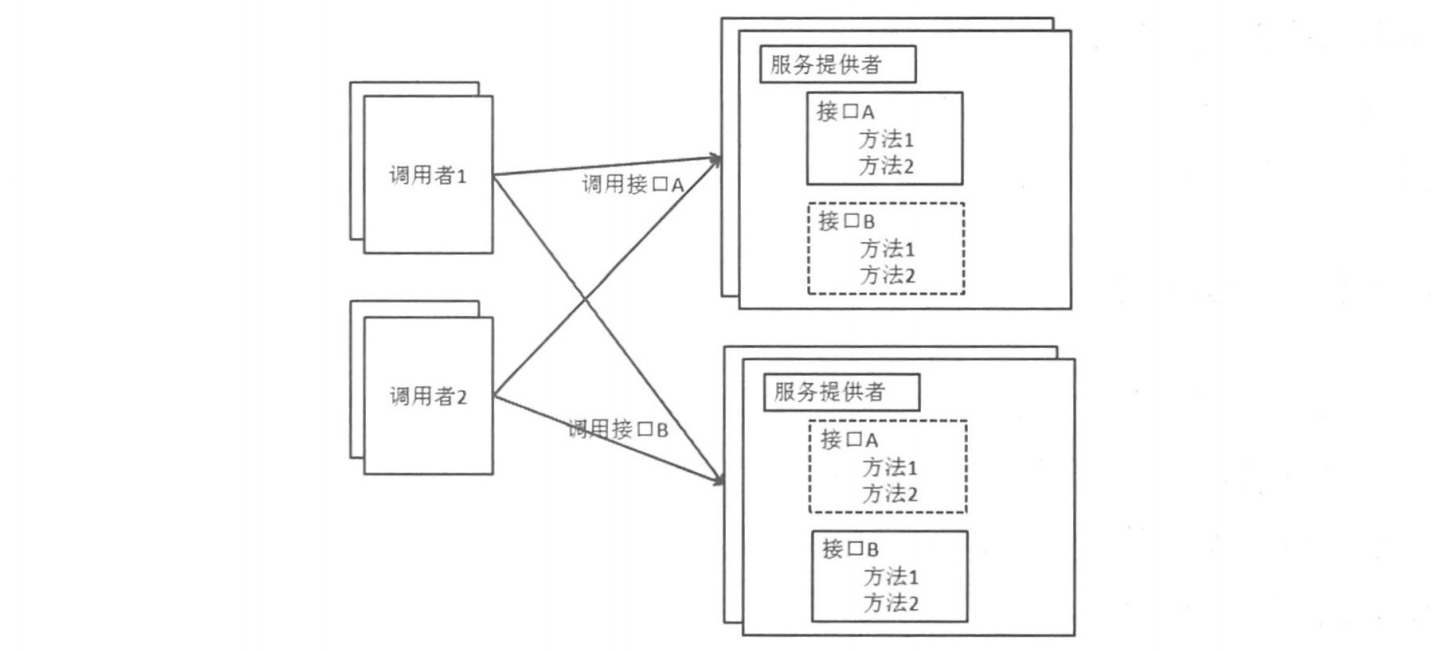 服务提供者
接口A
方法1
方法2
接口B
方法1
方法2
调用者1
调用接口A
调用者2
调用接口B
服务提供者
接口A
方法1
方法2
接口B
方法1
方法2